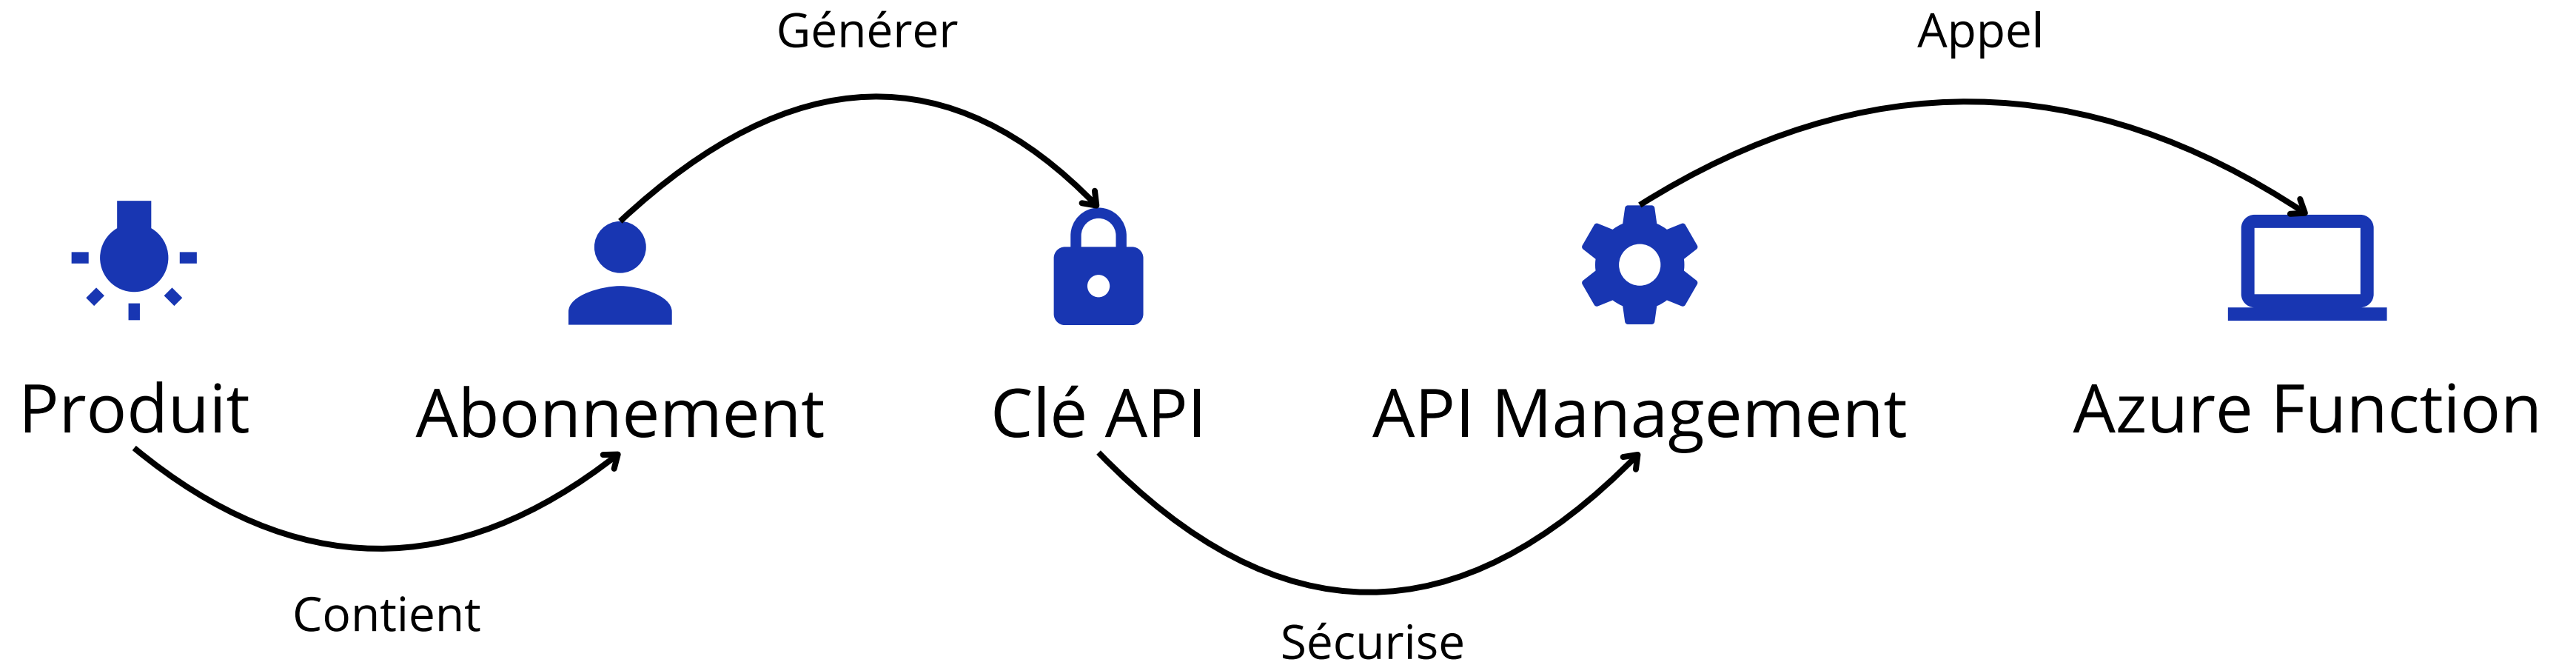 Générer
Appel
Produit
Abonnement
Clé API
API Management
Azure Function
Contient
Sécurise